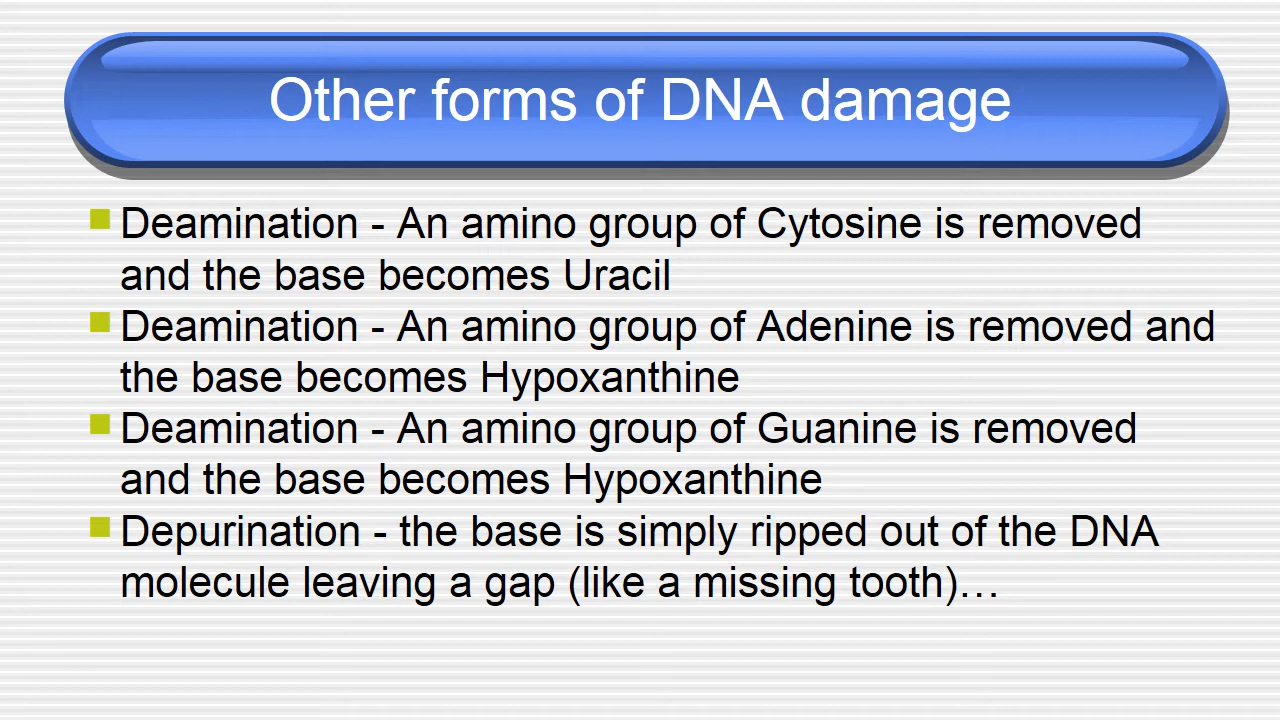 Other forms of DNA damage
Deamination - An amino group of Cytosine is removed
and the base becomes Uracil
Deamination - An amino group of Adenine is removed and
the base becomes Hypoxanthine
Deamination - An amino group of Guanine is removed
and the base becomes Hypoxanthine
Depurination - the base is simply ripped out of the DNA
molecule leaving a gap (like a missing tooth)…